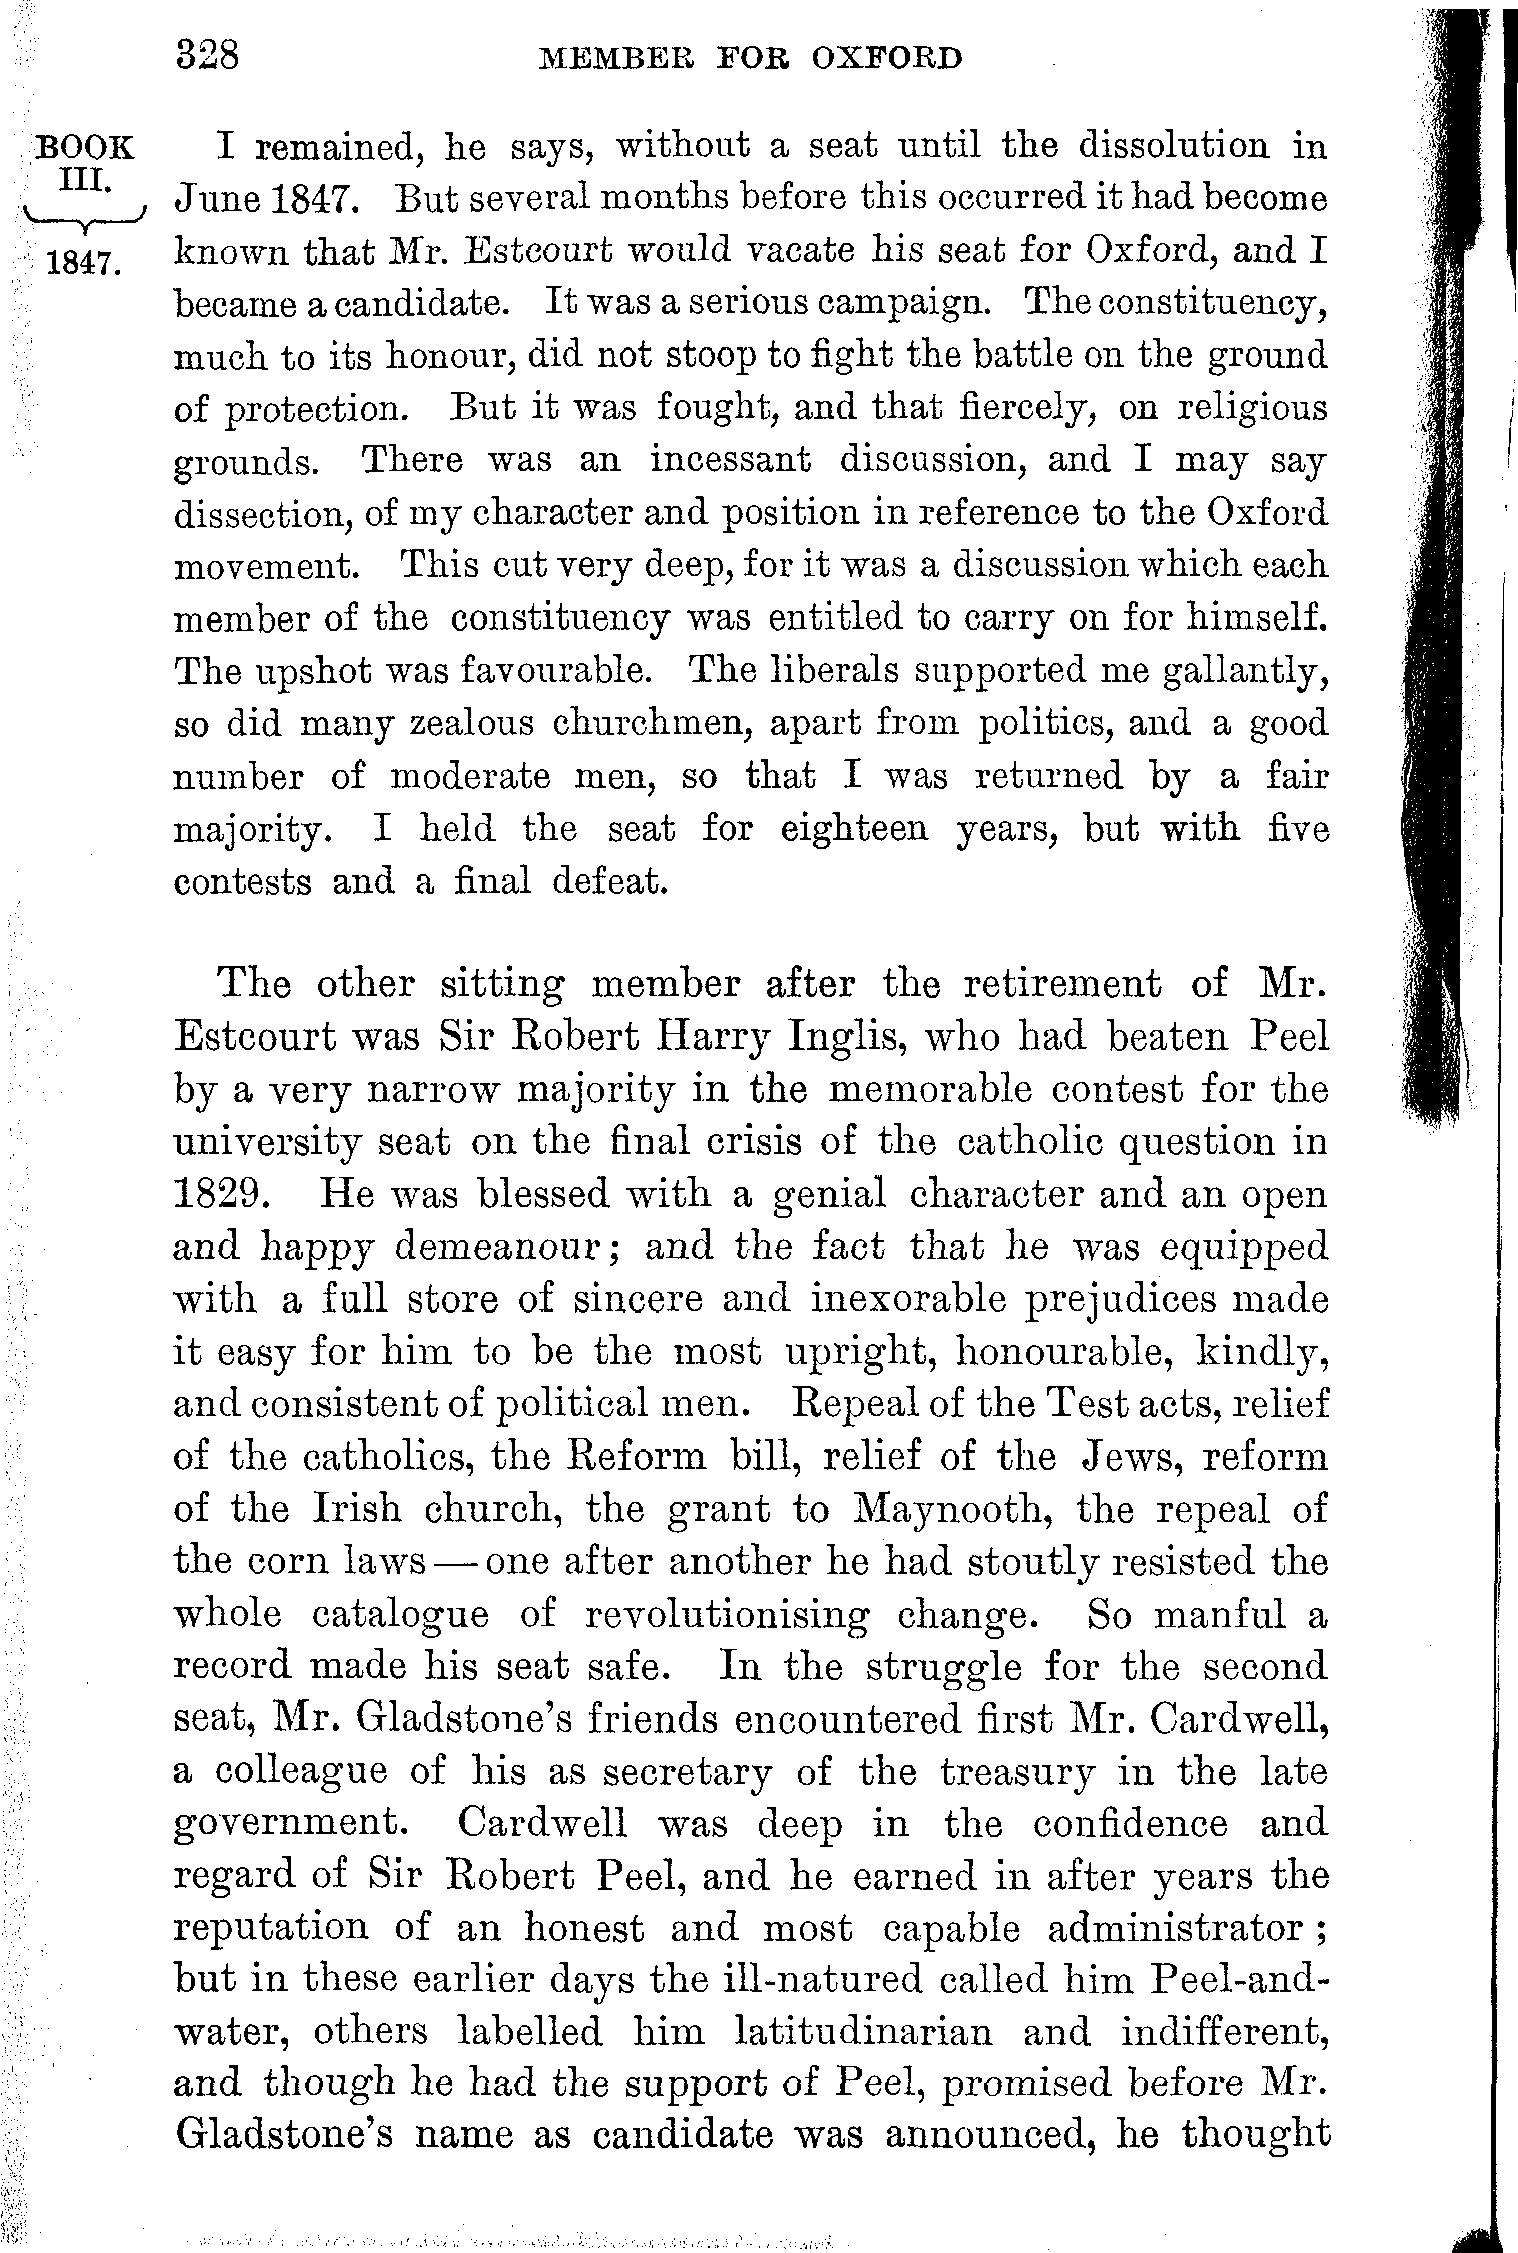 328 MEMBER FOR OXFORD
BOOK
III.
1847.
I remained, he says, without a seat until the dissolution in
June 1847. But several months before this occurred it had become
known that Mr. Estcourt would vacate his seat for Oxford, and I
became a candidate. It was a serious campaign. The constituency,
much to its honour, did not stoop to fight the battle on the ground
of protection. But it was fought, and that fiercely, on religious
grounds. There was an incessant discussion, and I may say
dissection, of my character and position in reference to the Oxford
movement. This cut very deep, for it was a discussion which each
member of the constituency was entitled to carry on for himself.
The upshot was favourable. The liberals supported me gallantly,
so did many zealous churchmen, apart from politics, and a good
number of moderate men, so that I was returned by a fair
majority. I held the seat for eighteen years, but with five
contests and a final defeat.
The other sitting member after the retirement of Mr.
Estcourt was Sir Robert Harry Inglis, who had beaten Peel
by a very narrow majority in the memorable contest for the
university seat on the final crisis of the catholic question in
1829. He was blessed with a genial character and an open
and happy demeanour; and the fact that he was equipped
with a full store of sincere and inexorable prejudices made
it easy for him to be the most upright, honourable, kindly,
and consistent of political men. Repeal of the Test acts, relief
of the catholics, the Reform bill, relief of the Jews, reform
of the Irish church, the grant to Maynooth, the repeal of
the corn laws — one after another he had stoutly resisted the
whole catalogue of revolutionising change. So manful a
record made his seat safe. In the struggle for the second
seat, Mr. Gladstone's friends encountered first Mr. Cardwell,
a colleague of his as secretary of the treasury in the late
government. Cardwell was deep in the confidence and
regard of Sir Robert Peel, and he earned in after years the
reputation of an honest and most capable administrator ;
but in these earlier days the ill-natured called him Peel-and-
water, others labelled him latitudinarian and indifferent,
and though he had the support of Peel, promised before Mr.
Gladstone's name as candidate was announced, he thought